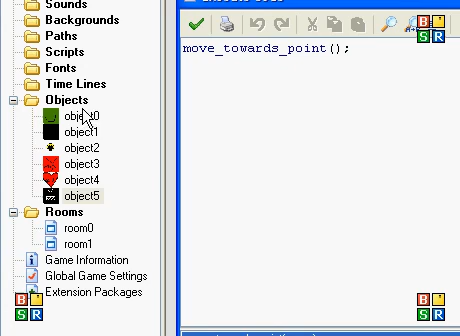 Sounds
Backgrounds
Paths
Scripts
Fonts
Time Lines
Objects
object0
object1
object2
object3
object4
object5
Rooms
room0
room1
Game Information
Global Game Settings
Extension Packages
move_towards_point();
B
S R
B
S R
B
S R